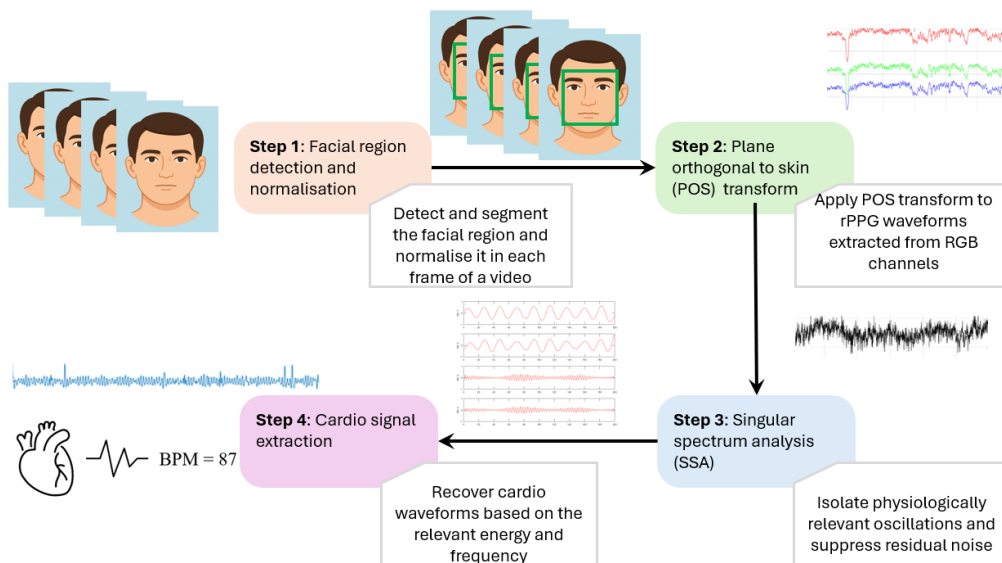 Step 1: Facial region
detection and
normalisation
Detect and segment
the facial region and
normalise it in each
frame of a video
Step 2: Plane
orthogonal to skin
(POS) transform
Apply POS transform to
rPPG waveforms
extracted from RGB
channels
Step 3: Singular
spectrum analysis
(SSA)
Isolate physiologically
relevant oscillations and
suppress residual noise
Step 4: Cardio signal
extraction
Recover cardio
waveforms based on the
relevant energy and
frequency
BPM = 87